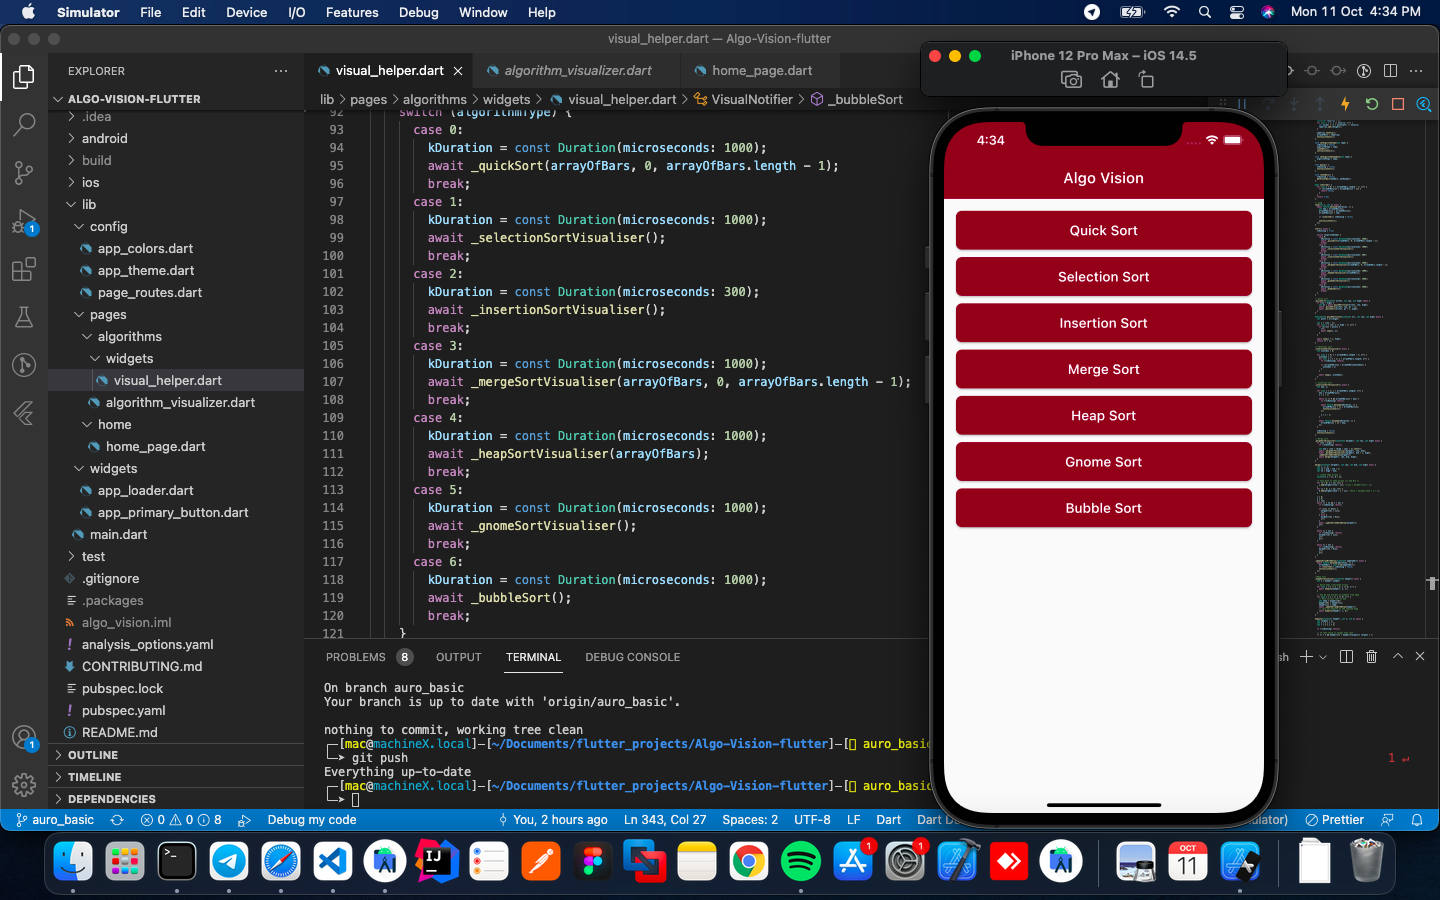 Simulator File Edit Device I/O Features Debug Window Help Mon 11 Oct 4:34 PM
visual_helper.dart — Algo-Vision-flutter
EXPLORER
ALGO-VISION-FLUTTER
.idea
android
build
ios
lib
config
app_colors.dart
app_theme.dart
page_routes.dart
pages
algorithms
widgets
visual_helper.dart
algorithm_visualizer.dart
home
home_page.dart
widgets
app_loader.dart
app_primary_button.dart
main.dart
test
.gitignore
.packages
algo_vision.iml
analysis_options.yaml
CONTRIBUTING.md
pubspec.lock
pubspec.yaml
README.md
OUTLINE
TIMELINE
DEPENDENCIES
1
1
visual_helper.dart algorithm_visualizer.dart home_page.dart
lib > pages > algorithms > widgets > visual_helper.dart > VisualNotifier > _bubbleSort
92 switch (algorithmType) {
93 case 0:
94 kDuration = const Duration(microseconds: 1000);
95 await _quickSort(arrayOfBars, 0, arrayOfBars.length - 1);
96 break;
97 case 1:
98 kDuration = const Duration(microseconds: 1000);
99 await _selectionSortVisualiser();
100 break;
101 case 2:
102 kDuration = const Duration(microseconds: 300);
103 await _insertionSortVisualiser();
104 break;
105 case 3:
106 kDuration = const Duration(microseconds: 1000);
107 await _mergeSortVisualiser(arrayOfBars, 0, arrayOfBars.length - 1);
108 break;
109 case 4:
110 kDuration = const Duration(microseconds: 1000);
111 await _heapSortVisualiser(arrayOfBars);
112 break;
113 case 5:
114 kDuration = const Duration(microseconds: 1000);
115 await _gnomeSortVisualiser();
116 break;
117 case 6:
118 kDuration = const Duration(microseconds: 1000);
119 await _bubbleSort();
120 break;
121 }
PROBLEMS 8 OUTPUT TERMINAL DEBUG CONSOLE
sh
On branch auro_basic
Your branch is up to date with 'origin/auro_basic'.
nothing to commit, working tree clean
[mac@machineX.local]-[~/Documents/flutter_projects/Algo-Vision-flutter]-[ auro_basic
git push
1 ↵
Everything up-to-date
[mac@machineX.local]-[~/Documents/flutter_projects/Algo-Vision-flutter]-[ auro_basic
auro_basic 0 0 8 Debug my code You, 2 hours ago Ln 343, Col 27 Spaces: 2 UTF-8 LF Dart Dart D ulator) Prettier
iPhone 12 Pro Max – iOS 14.5
4:34
Algo Vision
Quick Sort
Selection Sort
Insertion Sort
Merge Sort
Heap Sort
Gnome Sort
Bubble Sort
>_
IJ
1
1
OCT
11